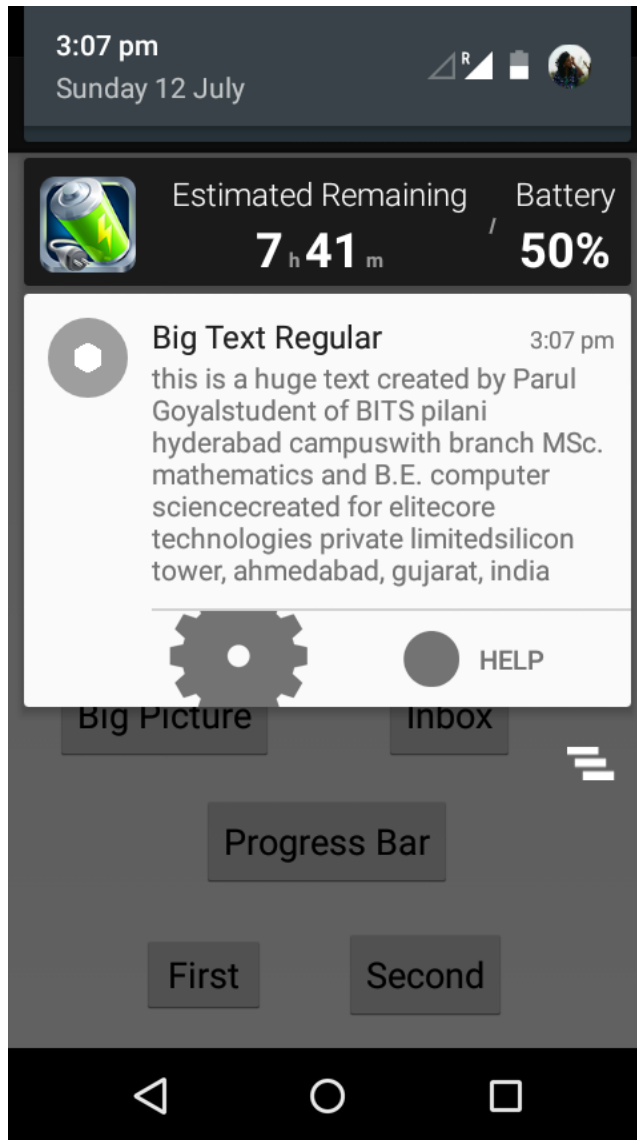 3:07 pm
Sunday 12 July
R
Estimated Remaining
7 h 41 m
/
Battery
50%
Big Text Regular
3:07 pm
this is a huge text created by Parul
Goyalstudent of BITS pilani
hyderabad campuswith branch MSc.
mathematics and B.E. computer
sciencecreated for elitecore
technologies private limitedsilicon
tower, ahmedabad, gujarat, india
HELP
Big Picture
Inbox
Progress Bar
First
Second